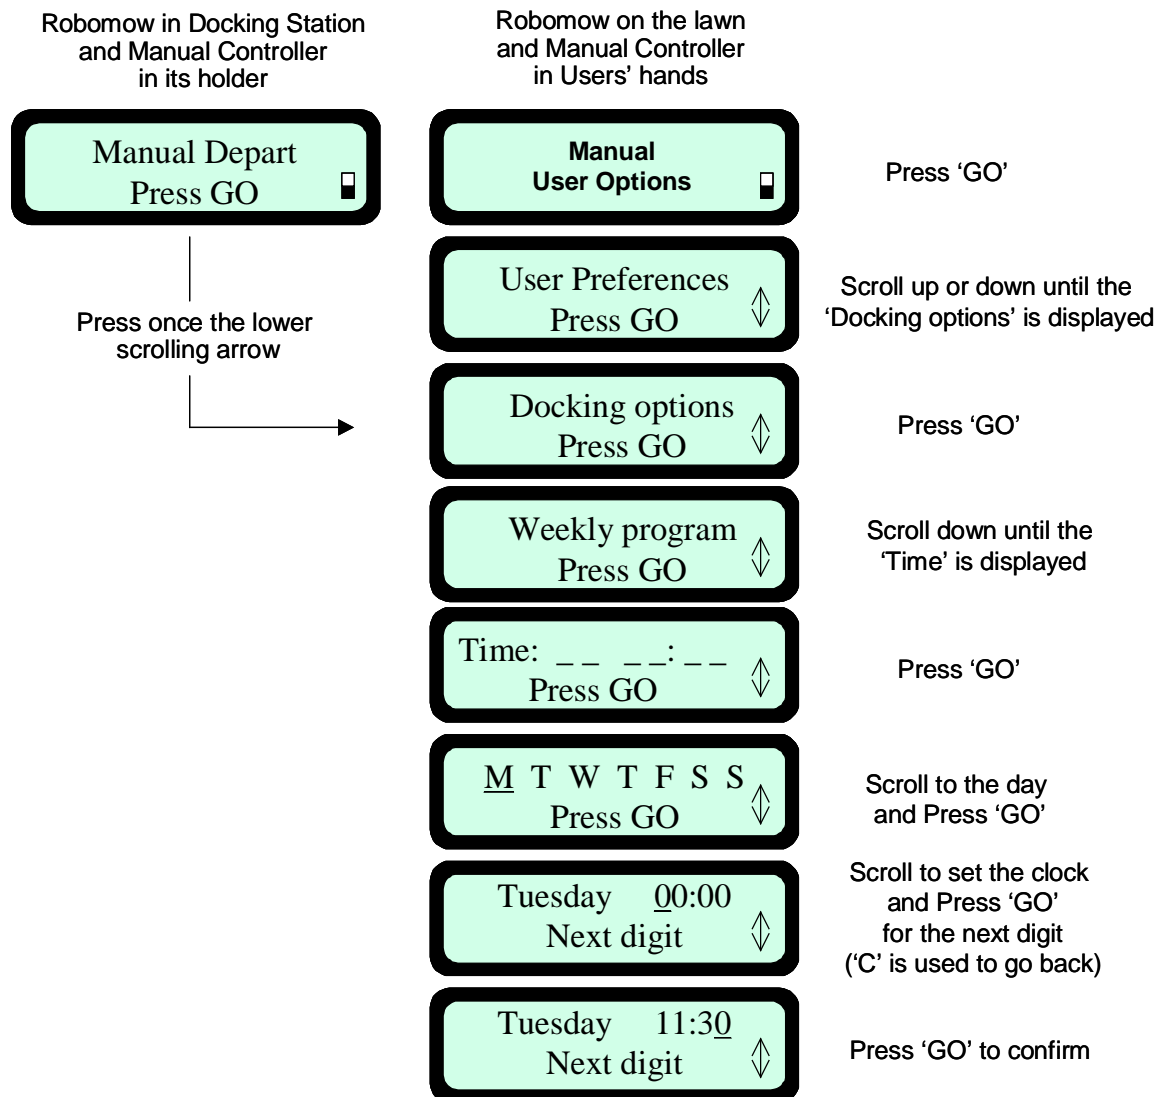 Robomow in Docking Station
and Manual Controller
in its holder
Robomow on the lawn
and Manual Controller
in Users' hands
Manual Depart
Press GO
Manual
User Options
Press ‘GO’
Press once the lower
scrolling arrow
User Preferences
Press GO
Scroll up or down until the
‘Docking options’ is displayed
Docking options
Press GO
Press ‘GO’
Weekly program
Press GO
Scroll down until the
‘Time’ is displayed
Time: _ _ _ _: _ _
Press GO
Press ‘GO’
M T W T F S S
Press GO
Scroll to the day
and Press ‘GO’
Tuesday 00:00
Next digit
Scroll to set the clock
and Press ‘GO’
for the next digit
(‘C’ is used to go back)
Tuesday 11:30
Next digit
Press ‘GO’ to confirm